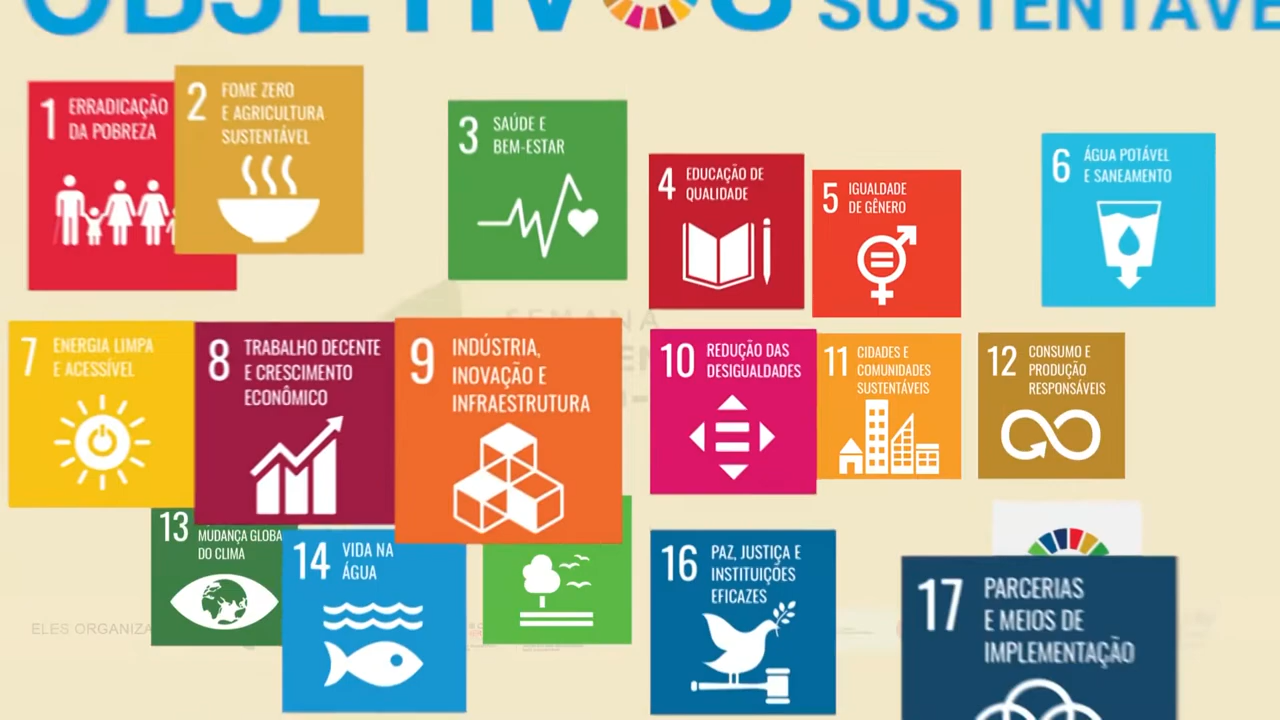 OBJETIVOS
SUSTENTÁVE
1 ERRADICAÇÃO
DA POBREZA
2 FOME ZERO
E AGRICULTURA
SUSTENTÁVEL
3 SAÚDE E
BEM-ESTAR
4 EDUCAÇÃO DE
QUALIDADE
5 IGUALDADE
DE GÊNERO
6 ÁGUA POTÁVEL
E SANEAMENTO
SEMANA
7 ENERGIA LIMPA
E ACESSÍVEL
8 TRABALHO DECENTE
E CRESCIMENTO
ECONÔMICO
9 INDÚSTRIA,
INOVAÇÃO E
INFRAESTRUTURA
10 REDUÇÃO DAS
DESIGUALDADES
11 CIDADES E
COMUNIDADES
SUSTENTÁVEIS
12 CONSUMO E
PRODUÇÃO
RESPONSÁVEIS
13
MUDANÇA GLOBA
DO CLIMA
14 VIDA NA
ÁGUA
16 PAZ, JUSTIÇA E
INSTITUIÇÕES
EFICAZES
17 PARCERIAS
E MEIOS DE
IMPLEMENTAÇÃO
ELES ORGANIZA